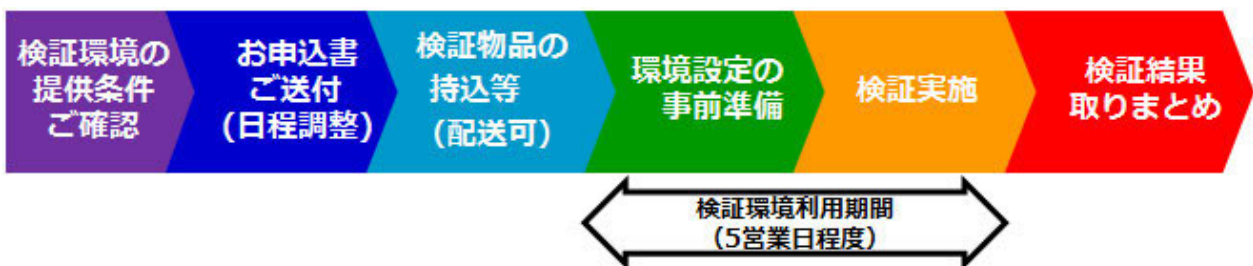 検証環境の
提供条件
ご確認
お申込書
ご送付
(日程調整)
検証物品の
持込等
(配送可)
環境設定の
事前準備
検証実施
検証結果
取りまとめ
検証環境利用期間
（5営業日程度）